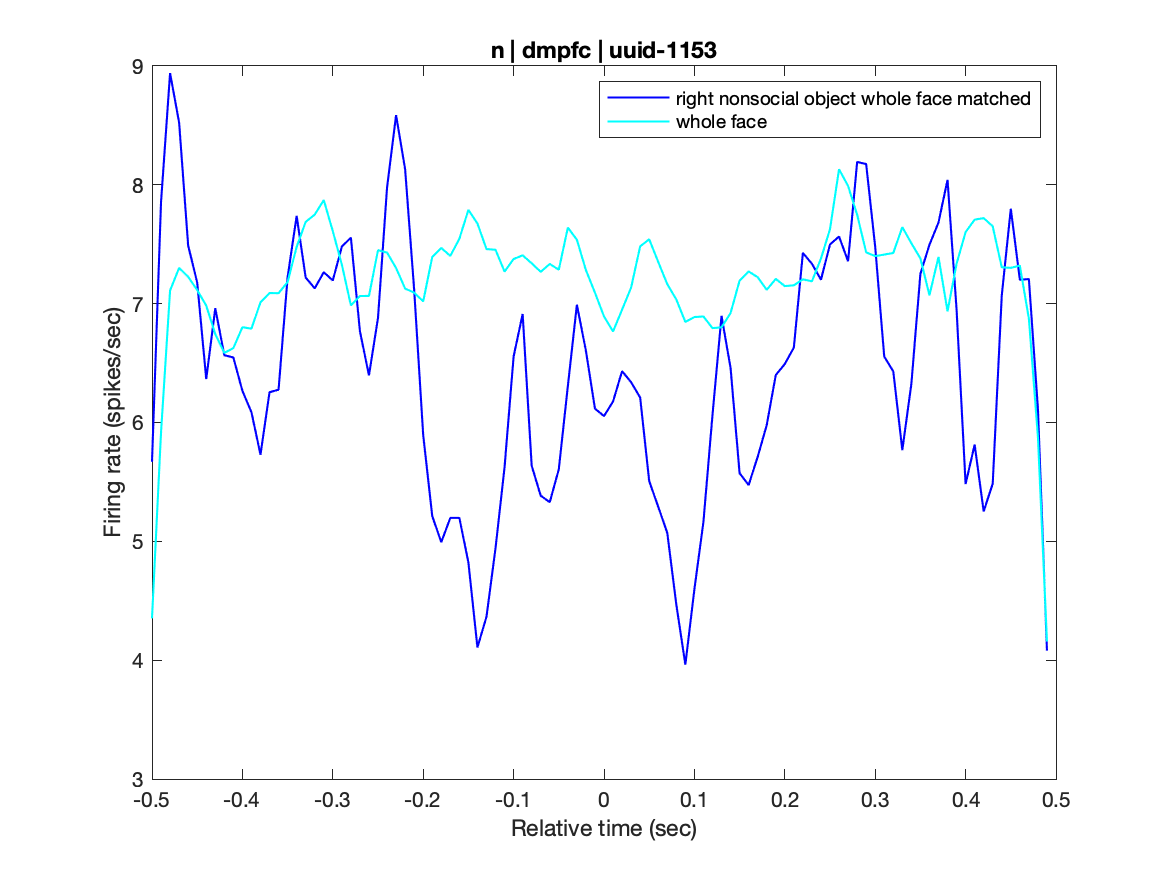 n | dmpfc | uuid-1153
right nonsocial object whole face matched
whole face
9
8
7
6
5
4
3
Firing rate (spikes/sec)
-0.5 -0.4 -0.3 -0.2 -0.1 0 0.1 0.2 0.3 0.4 0.5
Relative time (sec)